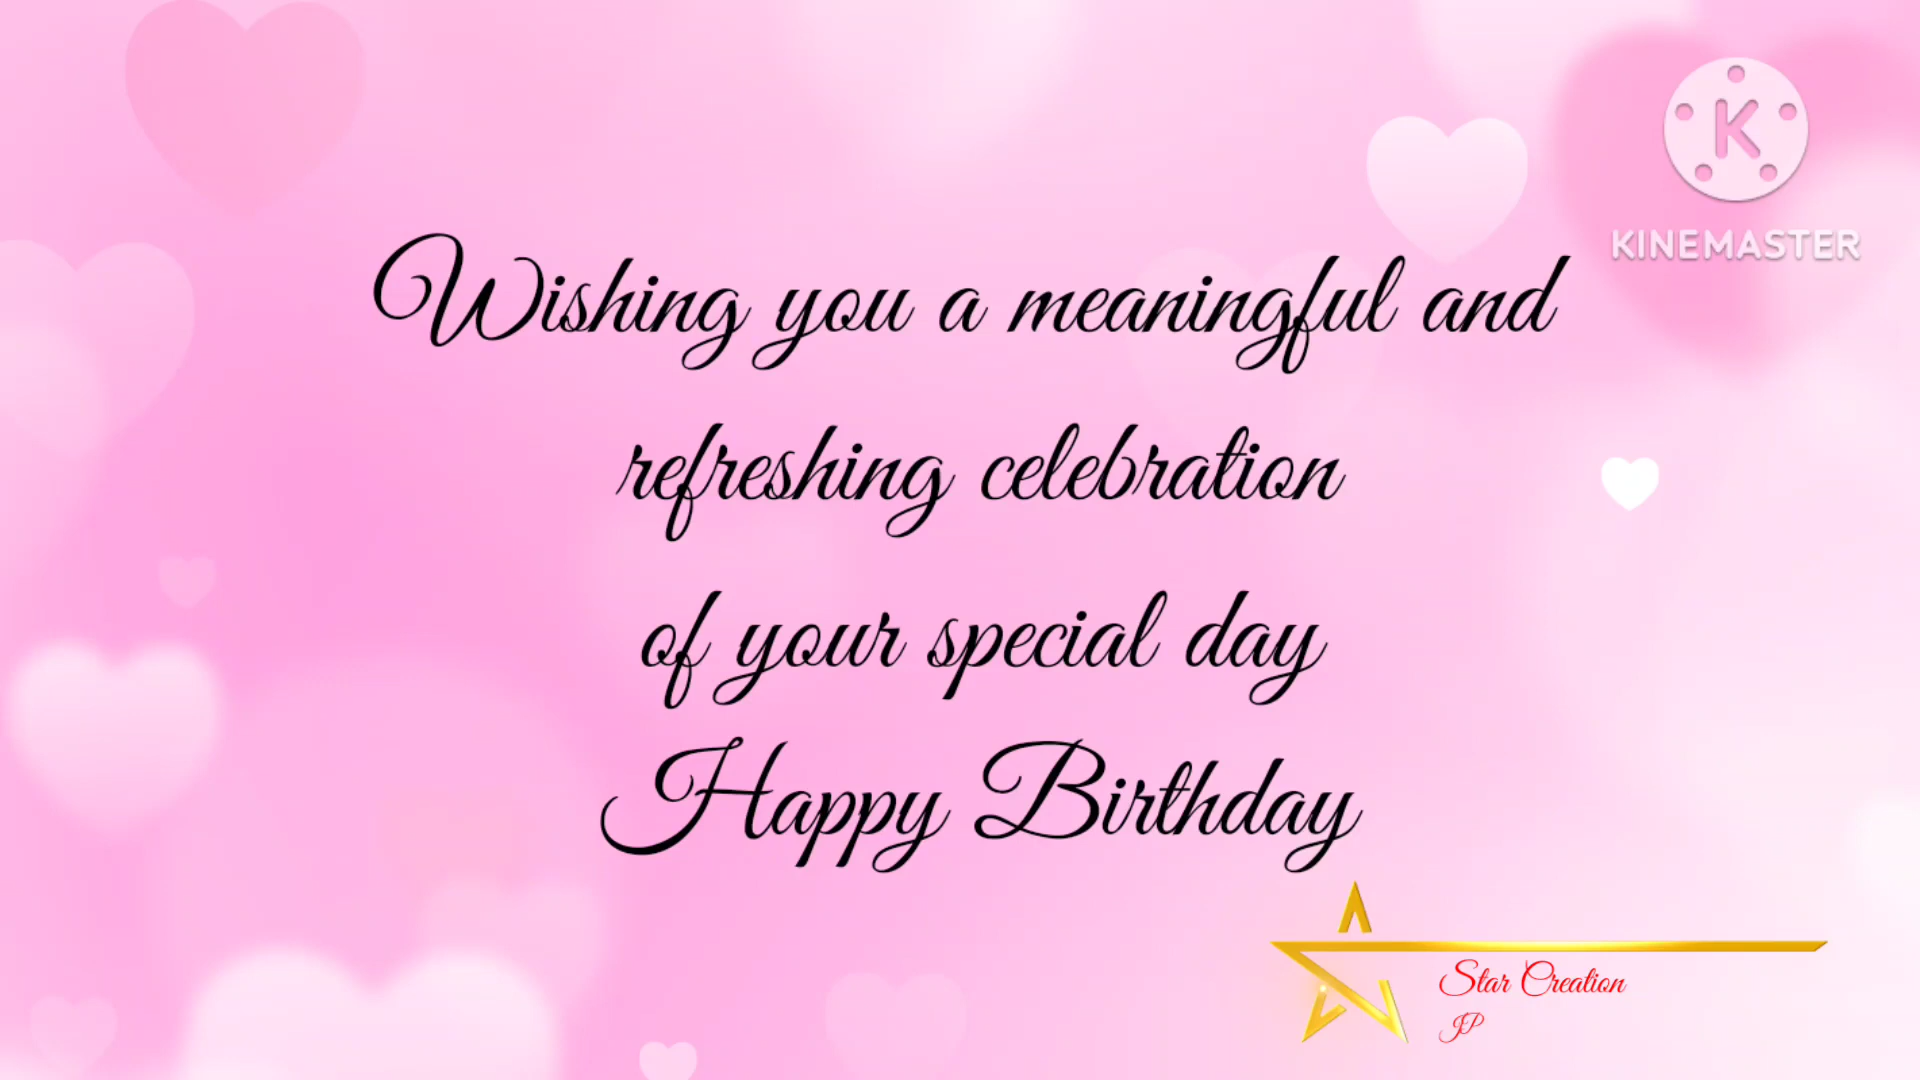 K
KINEMASTER
Wishing you a meaningful and
refreshing celebration
of your special day
Happy Birthday
Star Creation
JP